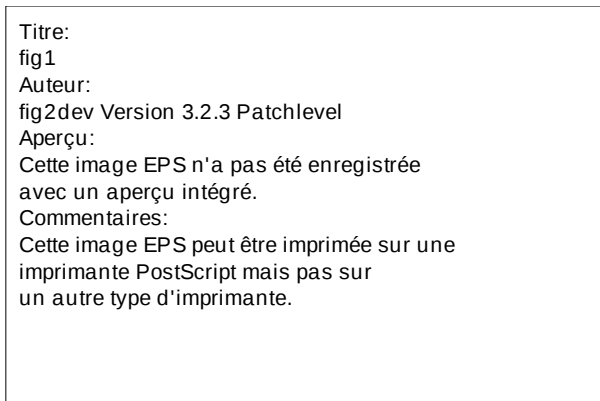 Titre:
fig1
Auteur:
fig2dev Version 3.2.3 Patchlevel
Aperçu:
Cette image EPS n'a pas été enregistrée
avec un aperçu intégré.
Commentaires:
Cette image EPS peut être imprimée sur une
imprimante PostScript mais pas sur
un autre type d'imprimante.